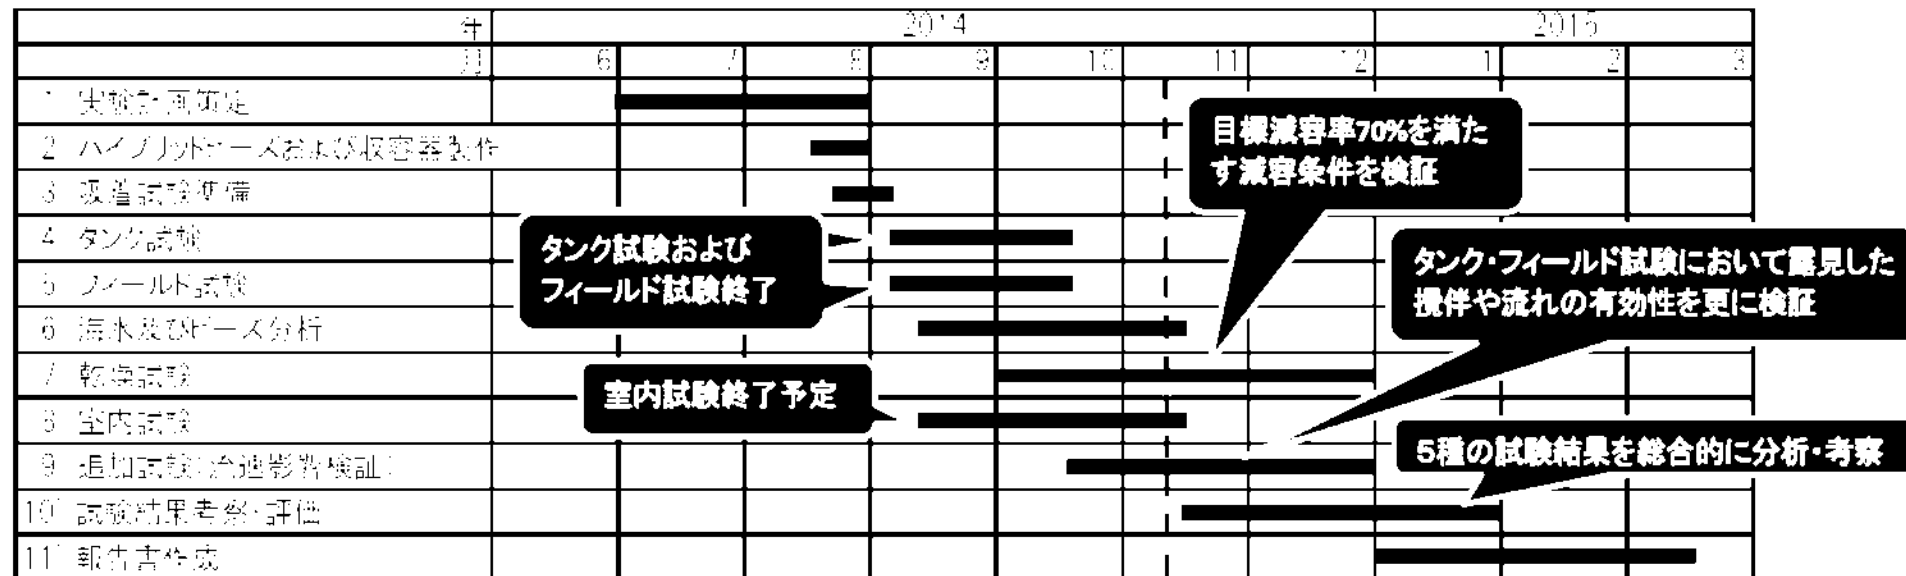 年 2014 2015
月 6 7 8 9 10 11 12 1 2 3
1 実験計画策定
2 ハイブリッドビーズおよび収容器製作
3 吸着試験準備
4 タンク試験
5 フィールド試験
6 海水及びビーズ分析
7 乾燥試験
8 室内試験
9 追加試験(流速影響検証)
10 試験結果考察・評価
11 報告書作成
目標減容率70%を満た
す減容条件を検証
タンク試験および
フィールド試験終了
タンク・フィールド試験において露見した
攪伴や流れの有効性を更に検証
室内試験終了予定
5種の試験結果を総合的に分析・考察